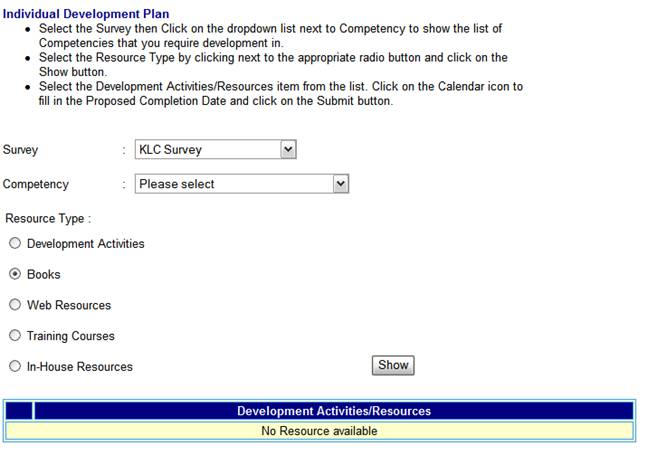 Individual Development Plan
• Select the Survey then Click on the dropdown list next to Competency to show the list of
Competencies that you require development in.
• Select the Resource Type by clicking next to the appropriate radio button and click on the
Show button.
• Select the Development Activities/Resources item from the list. Click on the Calendar icon to
fill in the Proposed Completion Date and click on the Submit button.
Survey : KLC Survey
Competency : Please select
Resource Type :
Development Activities
Books
Web Resources
Training Courses
In-House Resources Show
Development Activities/Resources
No Resource available